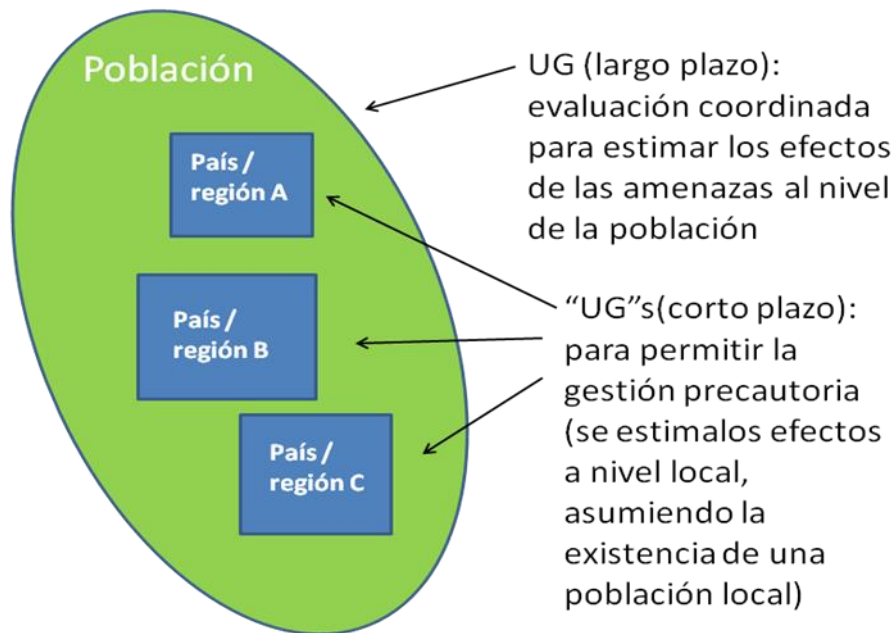 Población
País /
región A
País /
región B
País /
región C
UG (largo plazo):
evaluación coordinada
para estimar los efectos
de las amenazas al nivel
de la población
“UG”s(corto plazo):
para permitir la
gestión precautoria
(se estimalos efectos
a nivel local,
asumiendo la
existencia de una
población local)